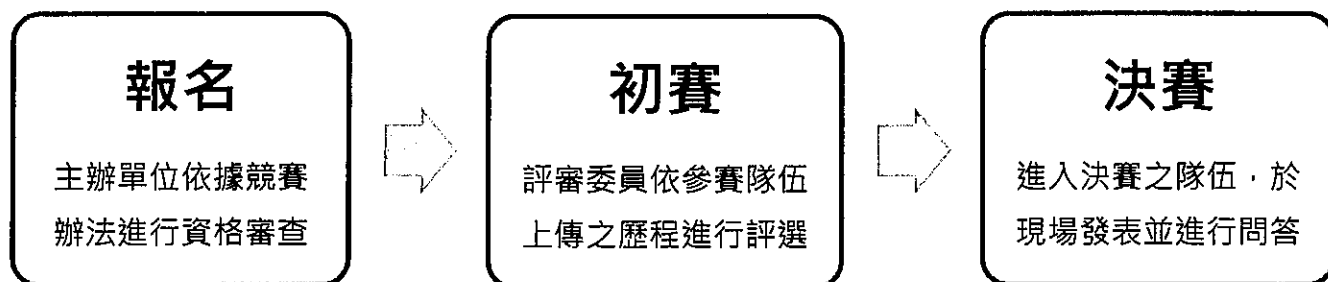 報名
主辦單位依據競賽
辦法進行資格審查
初賽
評審委員依參賽隊伍
上傳之歷程進行評選
決賽
進入決賽之隊伍，於
現場發表並進行問答